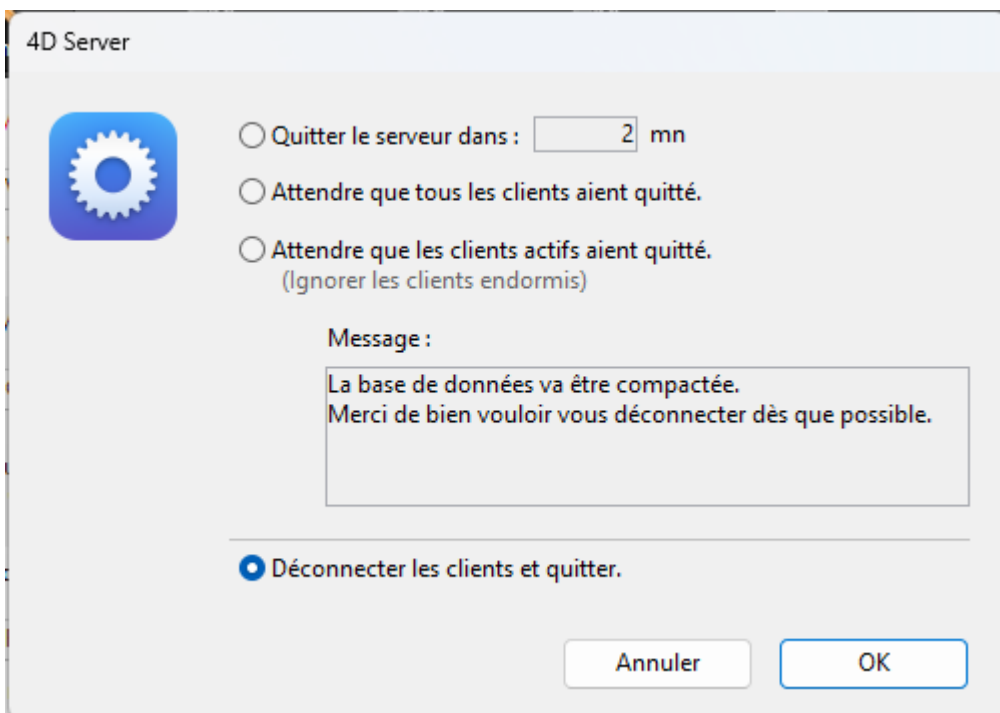 4D Server
Quitter le serveur dans : 2 mn
Attendre que tous les clients aient quitté.
Attendre que les clients actifs aient quitté.
(Ignorer les clients endormis)
Message :
La base de données va être compactée.
Merci de bien vouloir vous déconnecter dès que possible.
Déconnecter les clients et quitter.
Annuler OK